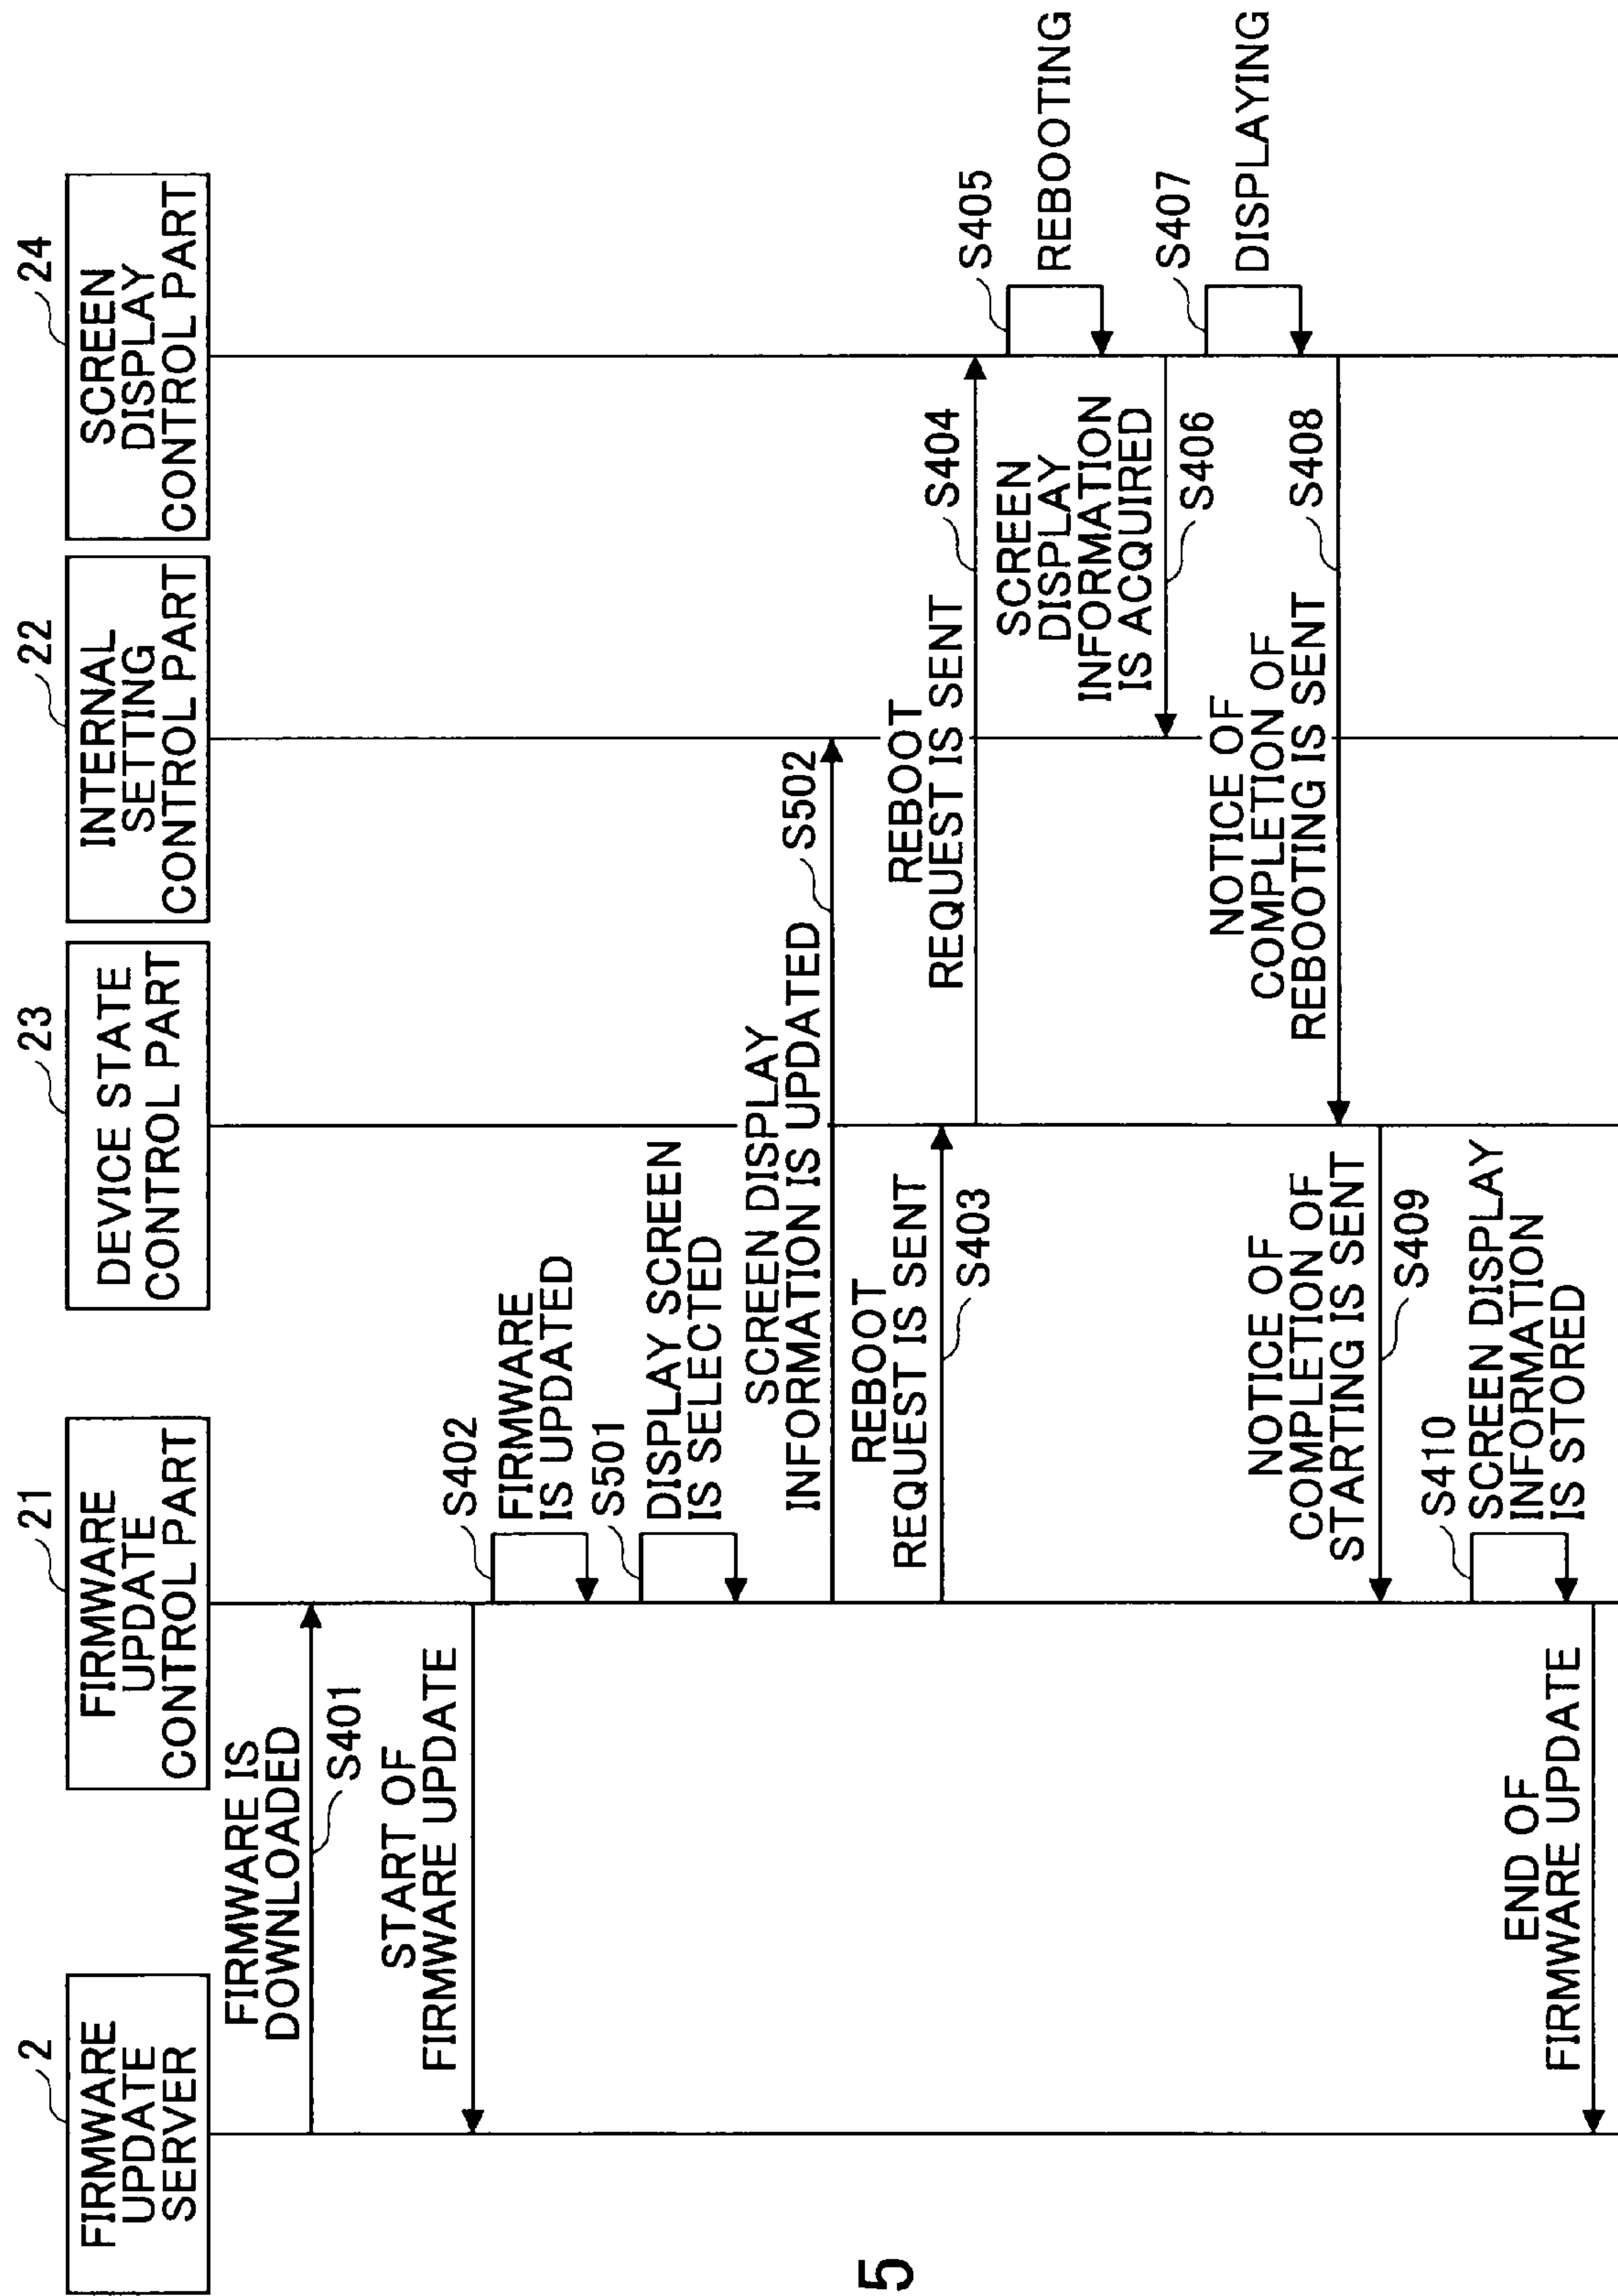 2
FIRMWARE
UPDATE
SERVER
21
FIRMWARE
UPDATE
CONTROL PART
23
DEVICE STATE
CONTROL PART
22
INTERNAL
SETTING
CONTROL PART
24
SCREEN
DISPLAY
CONTROL PART
FIRMWARE IS
DOWNLOADED
S401
START OF
FIRMWARE UPDATE
S402
FIRMWARE
IS UPDATED
S501
DISPLAY SCREEN
IS SELECTED
SCREEN DISPLAY
INFORMATION IS UPDATED
S502
REBOOT
REQUEST IS SENT
S403
REBOOT
REQUEST IS SENT
S404
S405
REBOOTING
SCREEN
DISPLAY
INFORMATION
IS ACQUIRED
S406
S407
DISPLAYING
NOTICE OF
COMPLETION OF
REBOOTING IS SENT
S408
NOTICE OF
COMPLETION OF
STARTING IS SENT
S409
S410
SCREEN DISPLAY
INFORMATION
IS STORED
END OF
FIRMWARE UPDATE
5